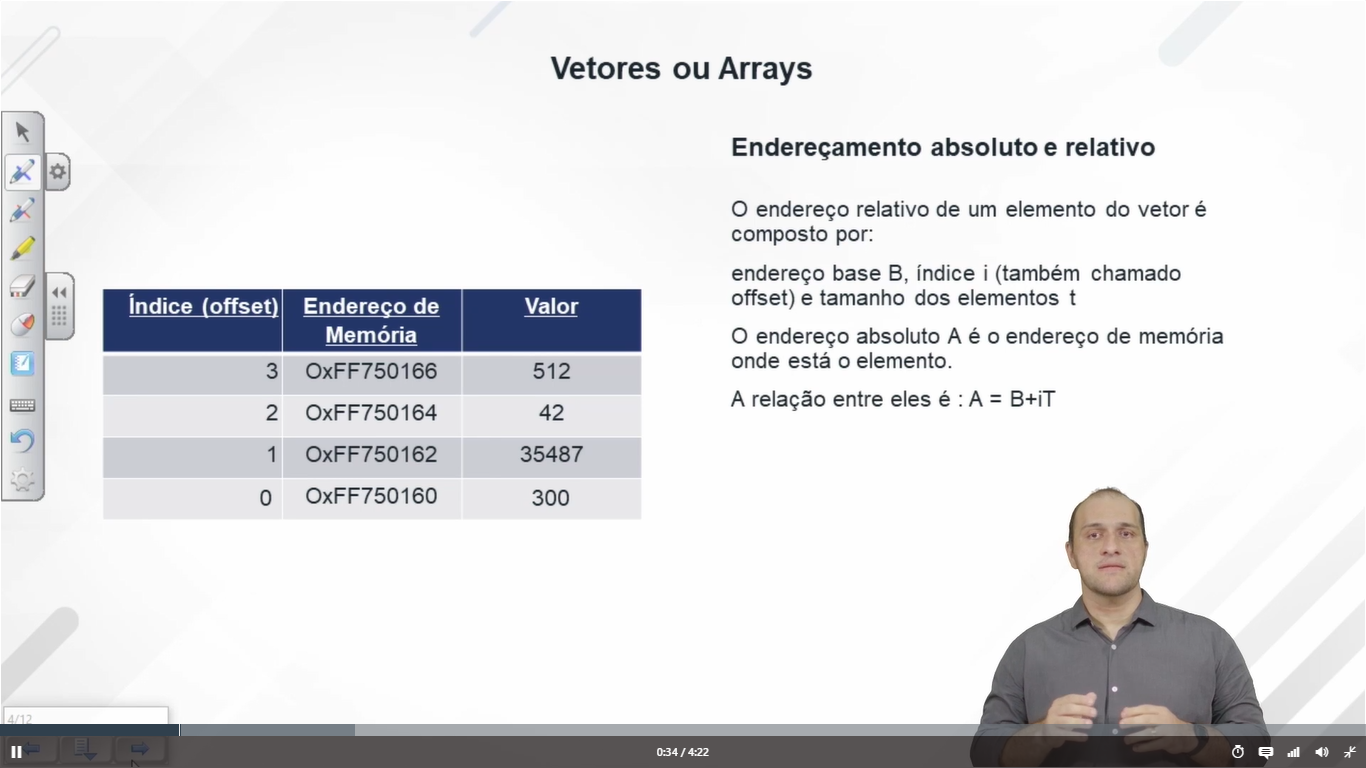 Vetores ou Arrays
Endereçamento absoluto e relativo
O endereço relativo de um elemento do vetor é
composto por:
endereço base B, índice i (também chamado
offset) e tamanho dos elementos t
O endereço absoluto A é o endereço de memória
onde está o elemento.
A relação entre eles é : A = B+iT
Índice (offset) Endereço de Valor
Memória
3 OxFF750166 512
2 OxFF750164 42
1 OxFF750162 35487
0 OxFF750160 300
4/12
0:34 / 4:22